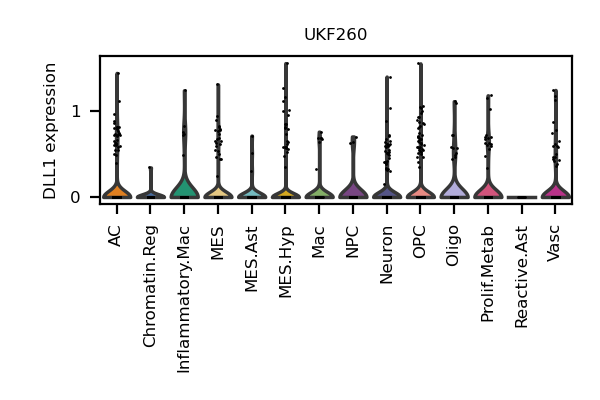 UKF260
DLL1 expression
1
0
AC
Chromatin.Reg
Inflammatory.Mac
MES
MES.Ast
MES.Hyp
Mac
NPC
Neuron
OPC
Oligo
Prolif.Metab
Reactive.Ast
Vasc